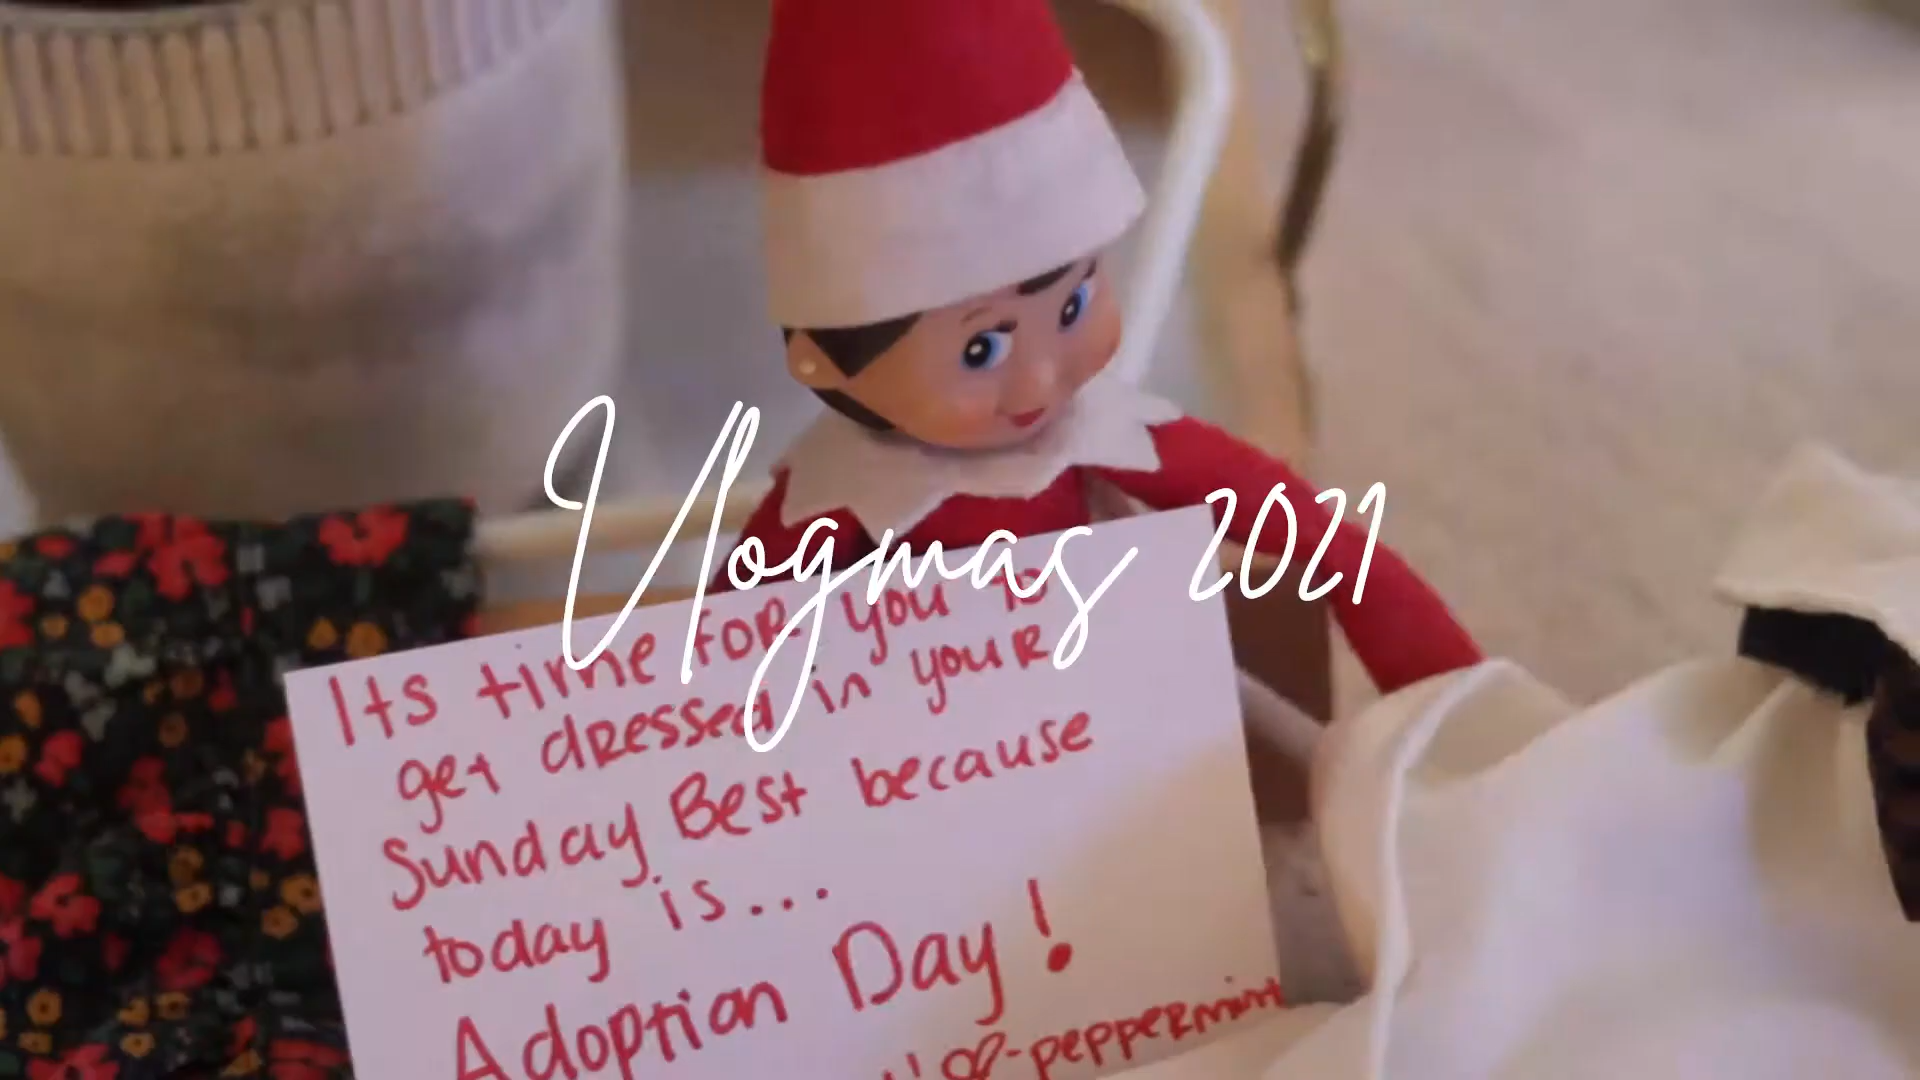 Vlogmas 2021
Its time foR you to
get dRessed in youR
Sunday Best because
today is...
Adoption Day!
-peppeRmint